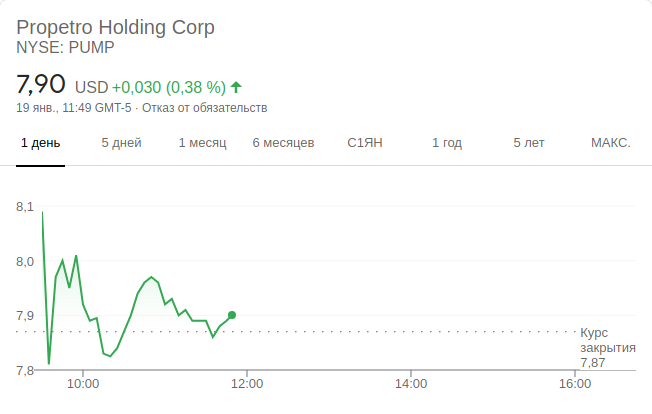 Propetro Holding Corp
NYSE: PUMP
7,90 USD +0,030 (0,38 %)
19 янв., 11:49 GMT-5 · Отказ от обязательств
1 день 5 дней 1 месяц 6 месяцев С1ЯН 1 год 5 лет МАКС.
8,1
8,0
7,9
Курс
закрытия
7,87
7,8
10:00 12:00 14:00 16:00